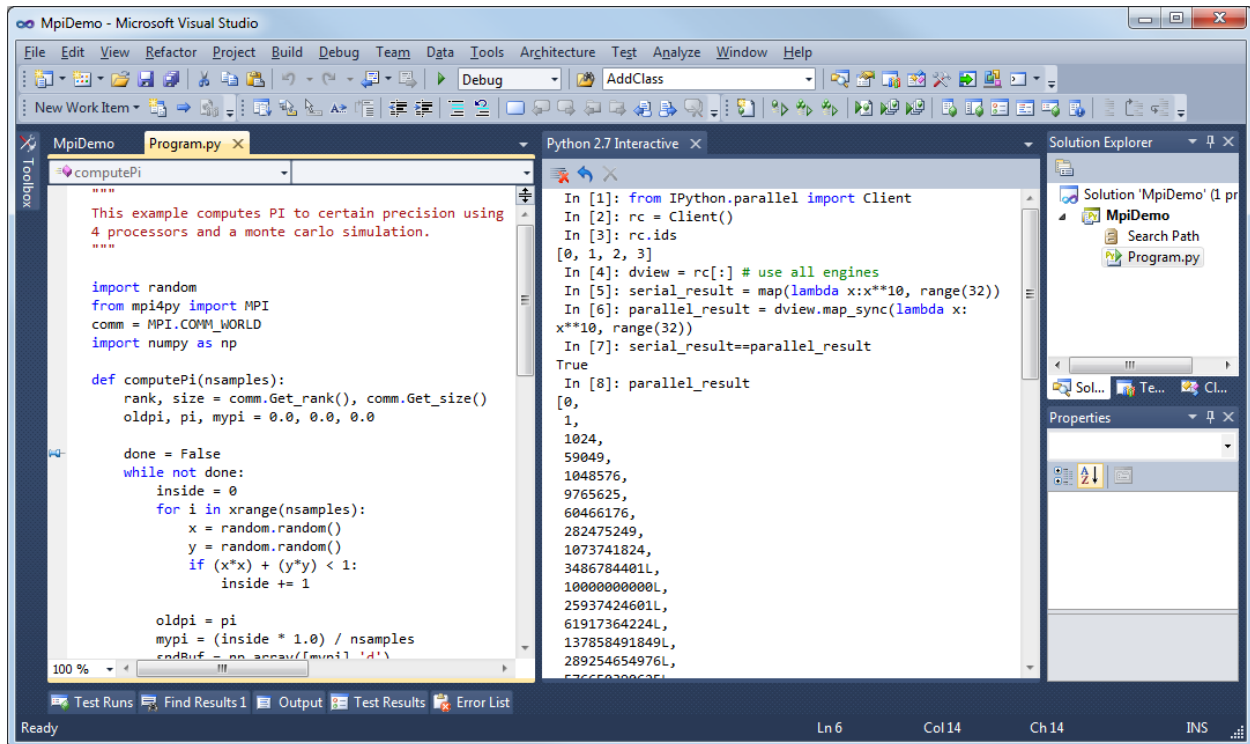 MpiDemo - Microsoft Visual Studio
File Edit View Refactor Project Build Debug Team Data Tools Architecture Test Analyze Window Help
Debug AddClass
New Work Item
Toolbox
MpiDemo Program.py
computePi
"""
This example computes PI to certain precision using
4 processors and a monte carlo simulation.
"""
import random
from mpi4py import MPI
comm = MPI.COMM_WORLD
import numpy as np
def computePi(nsamples):
rank, size = comm.Get_rank(), comm.Get_size()
oldpi, pi, mypi = 0.0, 0.0, 0.0
done = False
while not done:
inside = 0
for i in xrange(nsamples):
x = random.random()
y = random.random()
if (x*x) + (y*y) < 1:
inside += 1
oldpi = pi
mypi = (inside * 1.0) / nsamples
sndBuf = np.array([mypi] 'd')
100 %
Python 2.7 Interactive
In [1]: from IPython.parallel import Client
In [2]: rc = Client()
In [3]: rc.ids
[0, 1, 2, 3]
In [4]: dview = rc[:] # use all engines
In [5]: serial_result = map(lambda x:x**10, range(32))
In [6]: parallel_result = dview.map_sync(lambda x:
x**10, range(32))
In [7]: serial_result==parallel_result
True
In [8]: parallel_result
[0,
1,
1024,
59049,
1048576,
9765625,
60466176,
282475249,
1073741824,
3486784401L,
10000000000L,
25937424601L,
61917364224L,
137858491849L,
289254654976L,
576650390625L
Solution Explorer
Solution 'MpiDemo' (1 pr
MpiDemo
Search Path
Program.py
Sol... Te... Cl...
Properties
Test Runs Find Results 1 Output Test Results Error List
Ready Ln 6 Col 14 Ch 14 INS